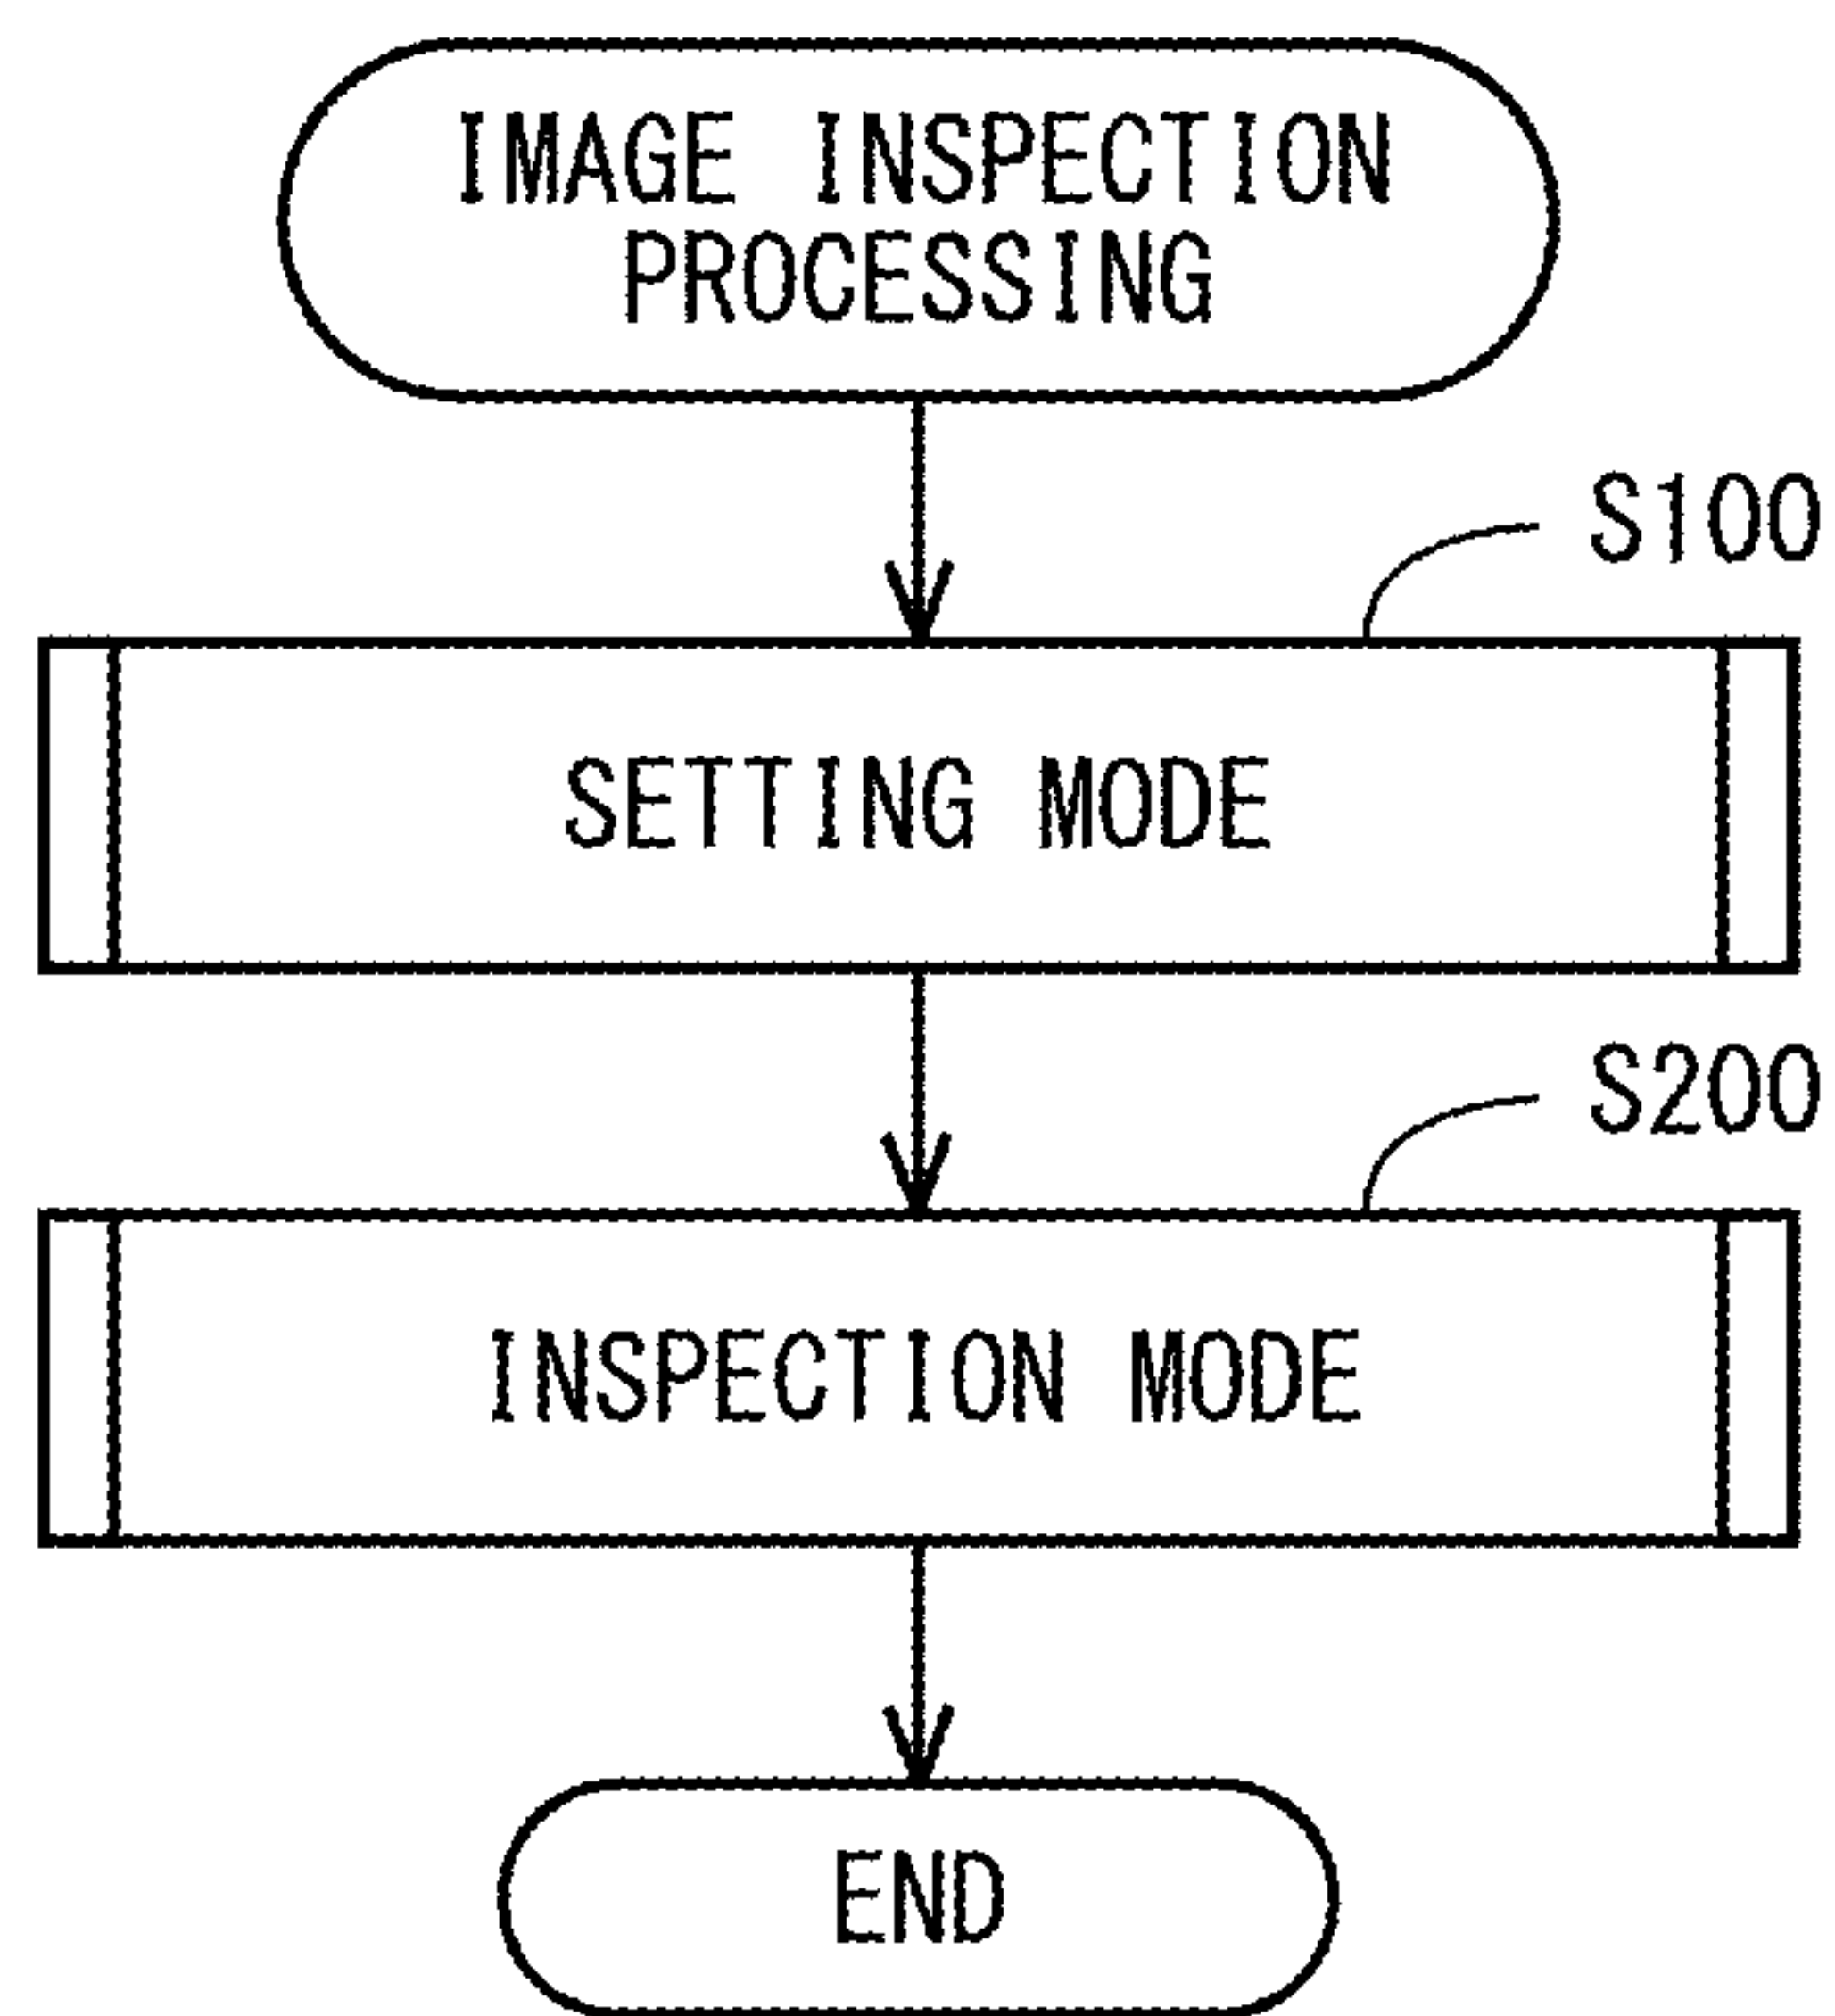 IMAGE INSPECTION
PROCESSING
S100
SETTING MODE
S200
INSPECTION MODE
END